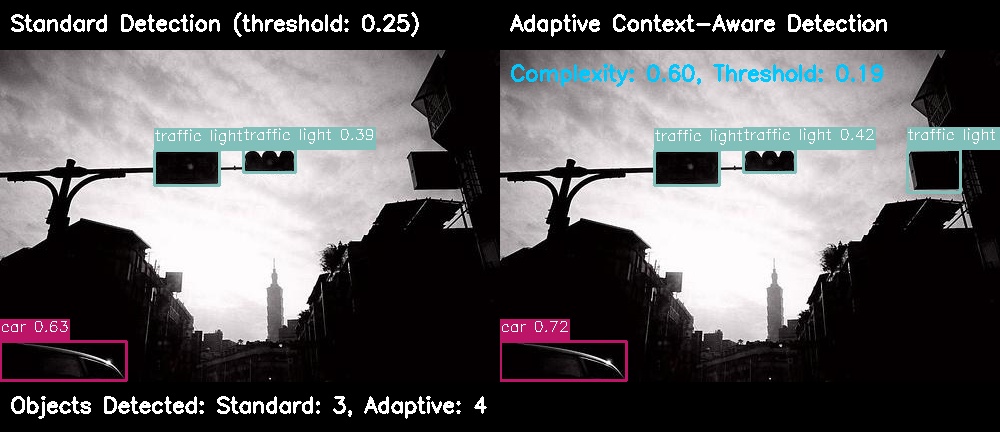 Standard Detection (threshold: 0.25)
Adaptive Context-Aware Detection
Complexity: 0.60, Threshold: 0.19
traffic light
traffic light 0.39
traffic light
traffic light 0.42
traffic light
car 0.63
car 0.72
Objects Detected: Standard: 3, Adaptive: 4